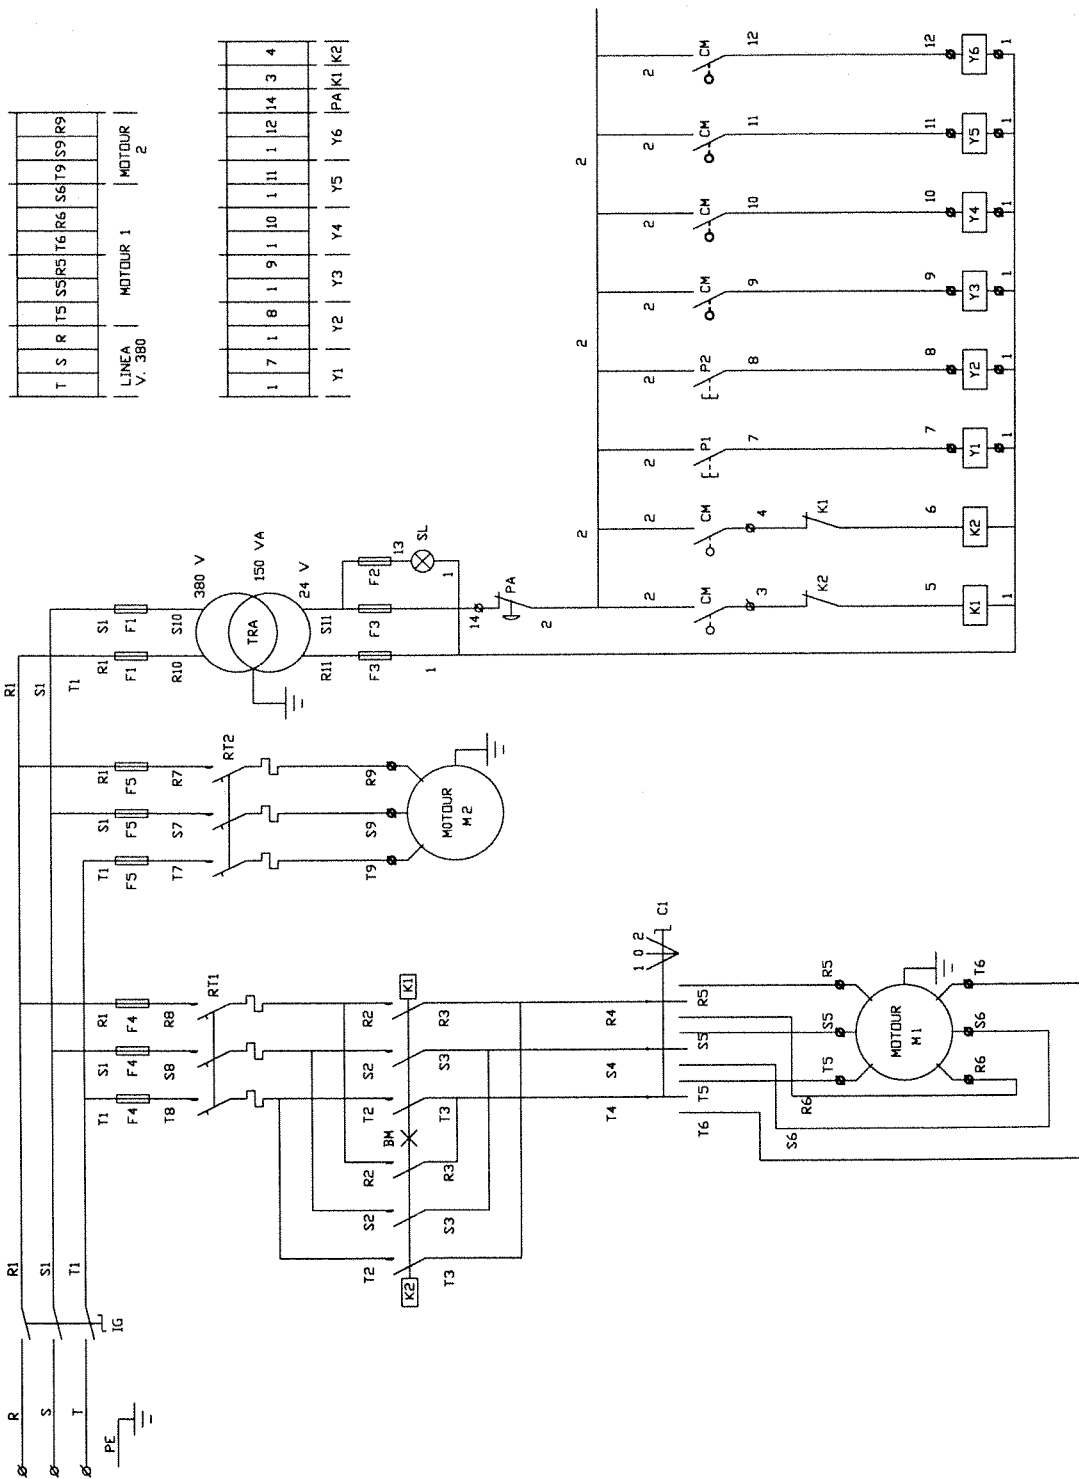 R R1 R1
S S1 S1
T T1 T1
PE
IG
T S R T5 S5 R5 T6 R6 S6 T9 S9 R9
LINEA
V. 380
MOTOUR 1
MOTOUR
2
T1 S1 R1 T1 S1 R1 R1 S1
F4 F4 F4 F5 F5 F5 F1 F1
T8 S8 R8 T7 S7 R7 R10 S10
RT1 RT2
380 V
TRA
150 VA
24 V
1 7 1 8 1 9 1 10 1 11 1 12 14 3 4
Y1 Y2 Y3 Y4 Y5 Y6 PA K1 K2
R11 S11
T2 S2 R2 BM T2 S2 R2
F3 F3 F2
13
K2 K1
SL
T9 S9 R9
1 1
T3 S3 R3 T3 S3 R3
MOTOUR
M2
14
PA
2
2 2 2
T4 S4 R4
1 0 2
C1
2 2 2 2 2 2 2 2
CM CM P1 P2 CM CM CM CM
T6 T5 S5 R5
3 4 7 8 9 10 11 12
S6 R6
K2 K1
T5 S5 R5
MOTOUR
M1
5 6 7 8 9 10 11 12
K1 K2 Y1 Y2 Y3 Y4 Y5 Y6
R6 S6 T6
1 1 1 1 1 1 1